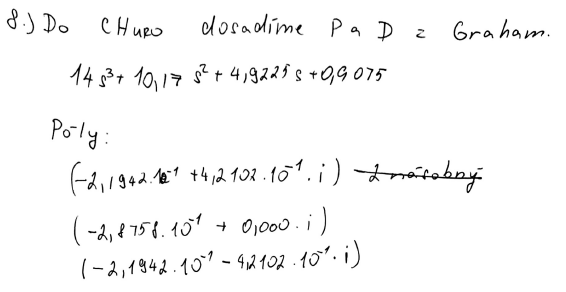 8.) Do CHURO dosadíme P a D z Graham.
14 s³ + 10,17 s² + 4,9225 s + 0,9075
Póly:
(-2,1942.10⁻¹ + 4,2102.10⁻¹.i) 2 násobný
(-2,8758.10⁻¹ + 0,000.i)
(-2,1942.10⁻¹ - 4,2102.10⁻¹.i)